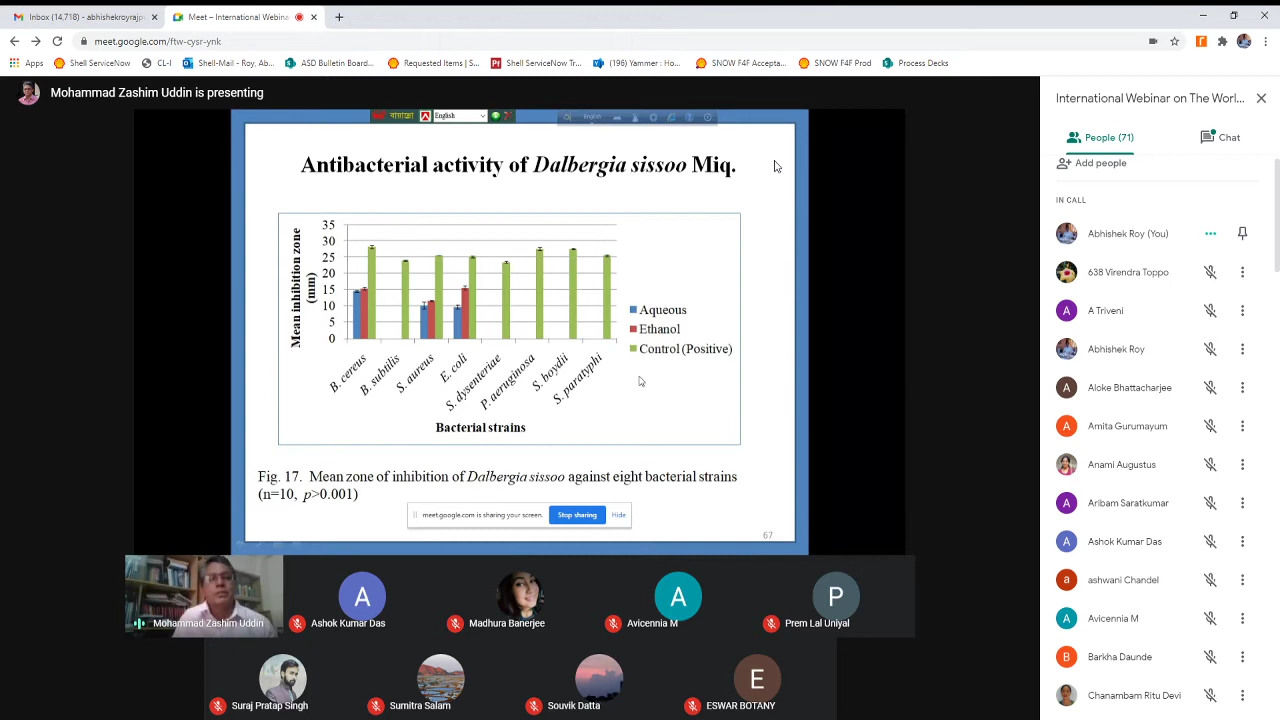 Inbox (14,718) - abhishekroyrajp
Meet – International Webina
meet.google.com/ftw-cysr-ynk
Apps
Shell ServiceNow
CL-I
Shell-Mail - Roy, Ab...
ASD Bulletin Board...
Requested Items | S...
Shell ServiceNow Tr...
(196) Yammer : Ho...
SNOW F4F Accepta...
SNOW F4F Prod
Process Decks
Mohammad Zashim Uddin is presenting
English
English
Antibacterial activity of Dalbergia sissoo Miq.
Mean inhibition zone
(mm)
35
30
25
20
15
10
5
0
B. cereus
B. subtilis
S. aureus
E. coli
S. dysenteriae
P. aeruginosa
S. boydii
S. paratyphi
Bacterial strains
Aqueous
Ethanol
Control (Positive)
Fig. 17. Mean zone of inhibition of Dalbergia sissoo against eight bacterial strains
(n=10, p>0.001)
meet.google.com is sharing your screen.
Stop sharing
Hide
67
Mohammad Zashim Uddin
A
Ashok Kumar Das
Madhura Banerjee
A
Avicennia M
P
Prem Lal Uniyal
Suraj Pratap Singh
Sumitra Salam
Souvik Datta
E
ESWAR BOTANY
International Webinar on The Worl...
People (71)
Chat
Add people
IN CALL
Abhishek Roy (You)
638 Virendra Toppo
A
A Triveni
Abhishek Roy
A
Aloke Bhattacharjee
A
Amita Gurumayum
Anami Augustus
A
Aribam Saratkumar
A
Ashok Kumar Das
a
ashwani Chandel
A
Avicennia M
B
Barkha Daunde
Chanambam Ritu Devi